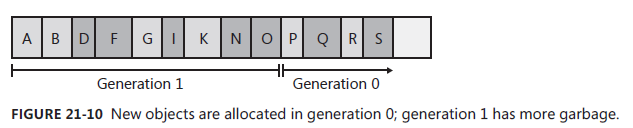 A B D F G I K N O P Q R S
Generation 1 Generation 0
FIGURE 21-10 New objects are allocated in generation 0; generation 1 has more garbage.